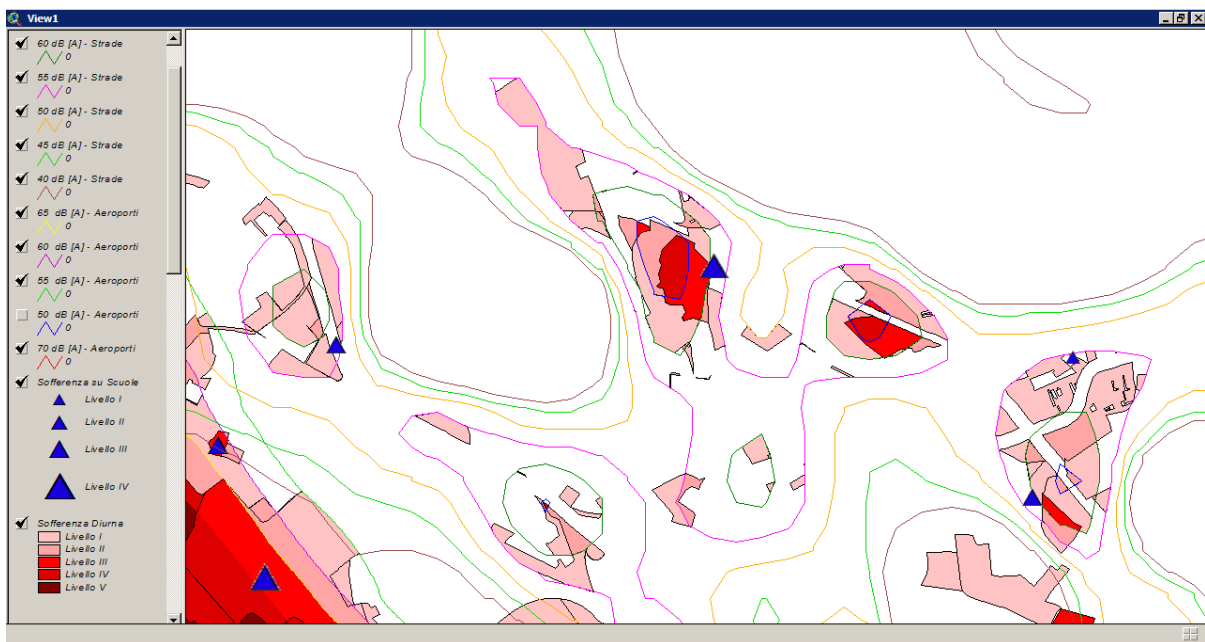 View1
60 dB [A] - Strade
0
55 dB [A] - Strade
0
50 dB [A] - Strade
0
45 dB [A] - Strade
0
40 dB [A] - Strade
0
65 dB [A] - Aeroporti
0
60 dB [A] - Aeroporti
0
55 dB [A] - Aeroporti
0
50 dB [A] - Aeroporti
0
70 dB [A] - Aeroporti
0
Sofferenza su Scuole
Livello I
Livello II
Livello III
Livello IV
Sofferenza Diurna
Livello I
Livello II
Livello III
Livello IV
Livello V